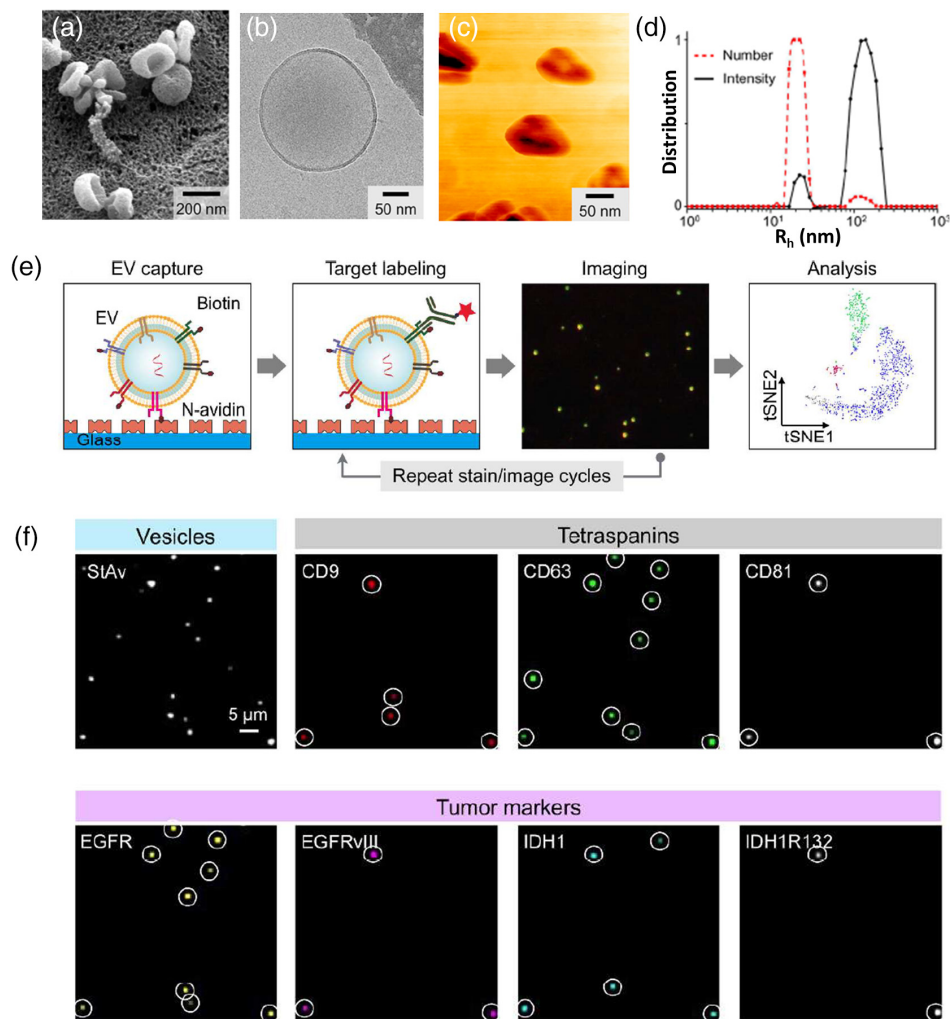 (a)
200 nm
(b)
50 nm
(c)
50 nm
(d)
Number
Intensity
Distribution
1
0
10⁰
10¹
10²
10³
Rₕ (nm)
(e)
EV capture
Target labeling
Imaging
Analysis
EV
Biotin
N-avidin
Glass
tSNE2
tSNE1
Repeat stain/image cycles
(f)
Vesicles
Tetraspanins
StAv
5 µm
CD9
CD63
CD81
Tumor markers
EGFR
EGFRvIII
IDH1
IDH1R132